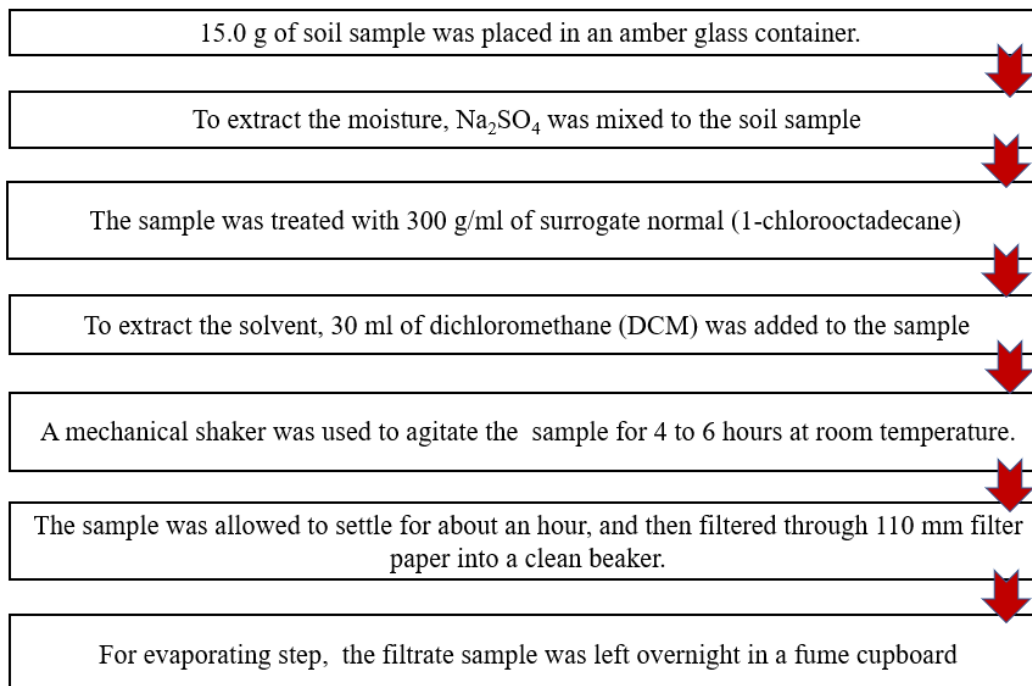 15.0 g of soil sample was placed in an amber glass container.
To extract the moisture, Na₂SO₄ was mixed to the soil sample
The sample was treated with 300 g/ml of surrogate normal (1-chlorooctadecane)
To extract the solvent, 30 ml of dichloromethane (DCM) was added to the sample
A mechanical shaker was used to agitate the sample for 4 to 6 hours at room temperature.
The sample was allowed to settle for about an hour, and then filtered through 110 mm filter
paper into a clean beaker.
For evaporating step, the filtrate sample was left overnight in a fume cupboard